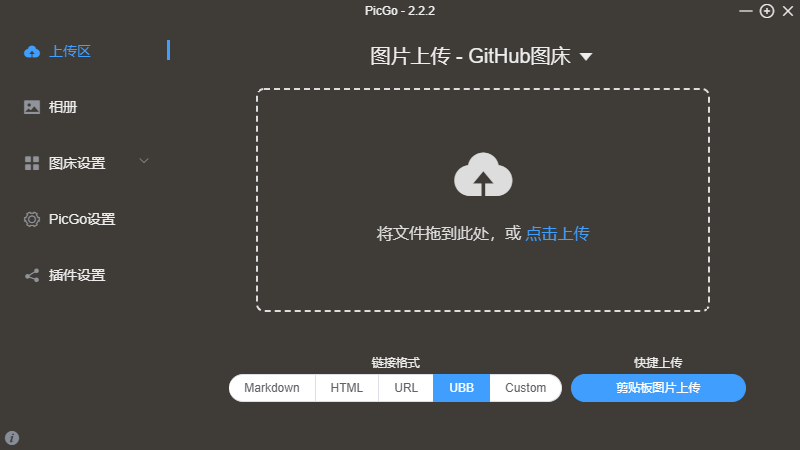 PicGo - 2.2.2
上传区
相册
图床设置
PicGo设置
插件设置
图片上传 - GitHub图床
将文件拖到此处，或 点击上传
链接格式
Markdown HTML URL UBB Custom
快捷上传
剪贴板图片上传